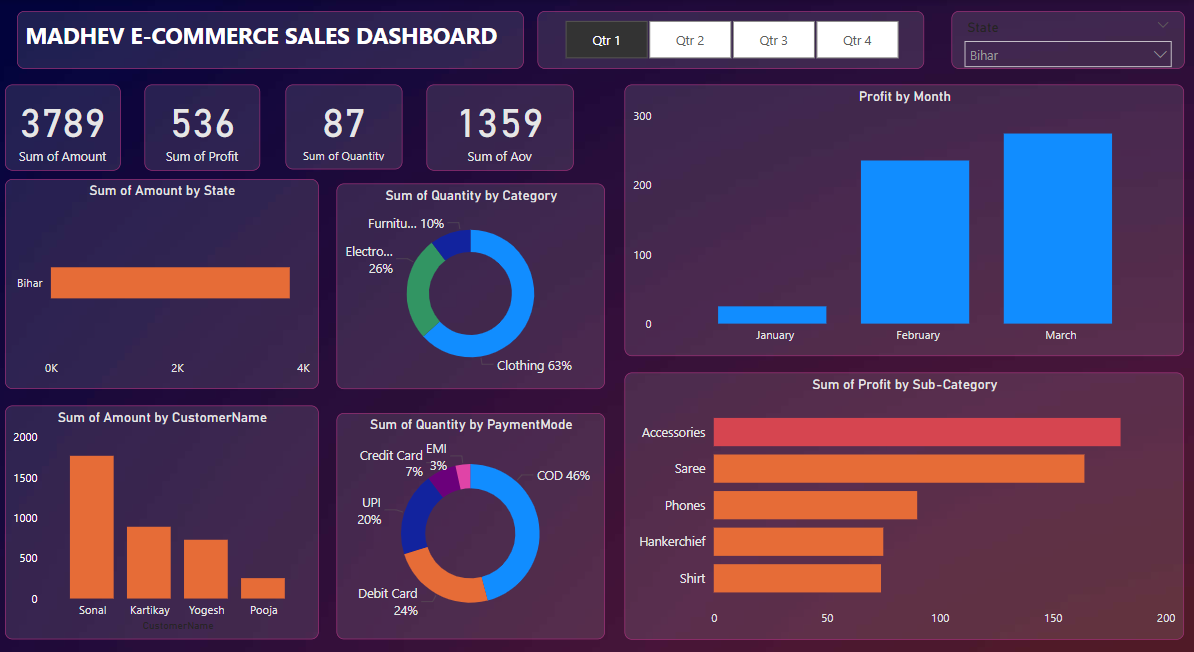 MADHEV E-COMMERCE SALES DASHBOARD
Qtr 1
Qtr 2
Qtr 3
Qtr 4
State
Bihar
3789
Sum of Amount
536
Sum of Profit
87
Sum of Quantity
1359
Sum of Aov
Profit by Month
300
200
100
0
January
February
March
Sum of Amount by State
Bihar
0K
2K
4K
Sum of Quantity by Category
Furnitu... 10%
Electro...
26%
Clothing 63%
Sum of Profit by Sub-Category
Accessories
Saree
Phones
Hankerchief
Shirt
0
50
100
150
200
Sum of Amount by CustomerName
2000
1500
1000
500
0
Sonal
Kartikay
Yogesh
Pooja
CustomerName
Sum of Quantity by PaymentMode
EMI
3%
Credit Card
7%
COD 46%
UPI
20%
Debit Card
24%